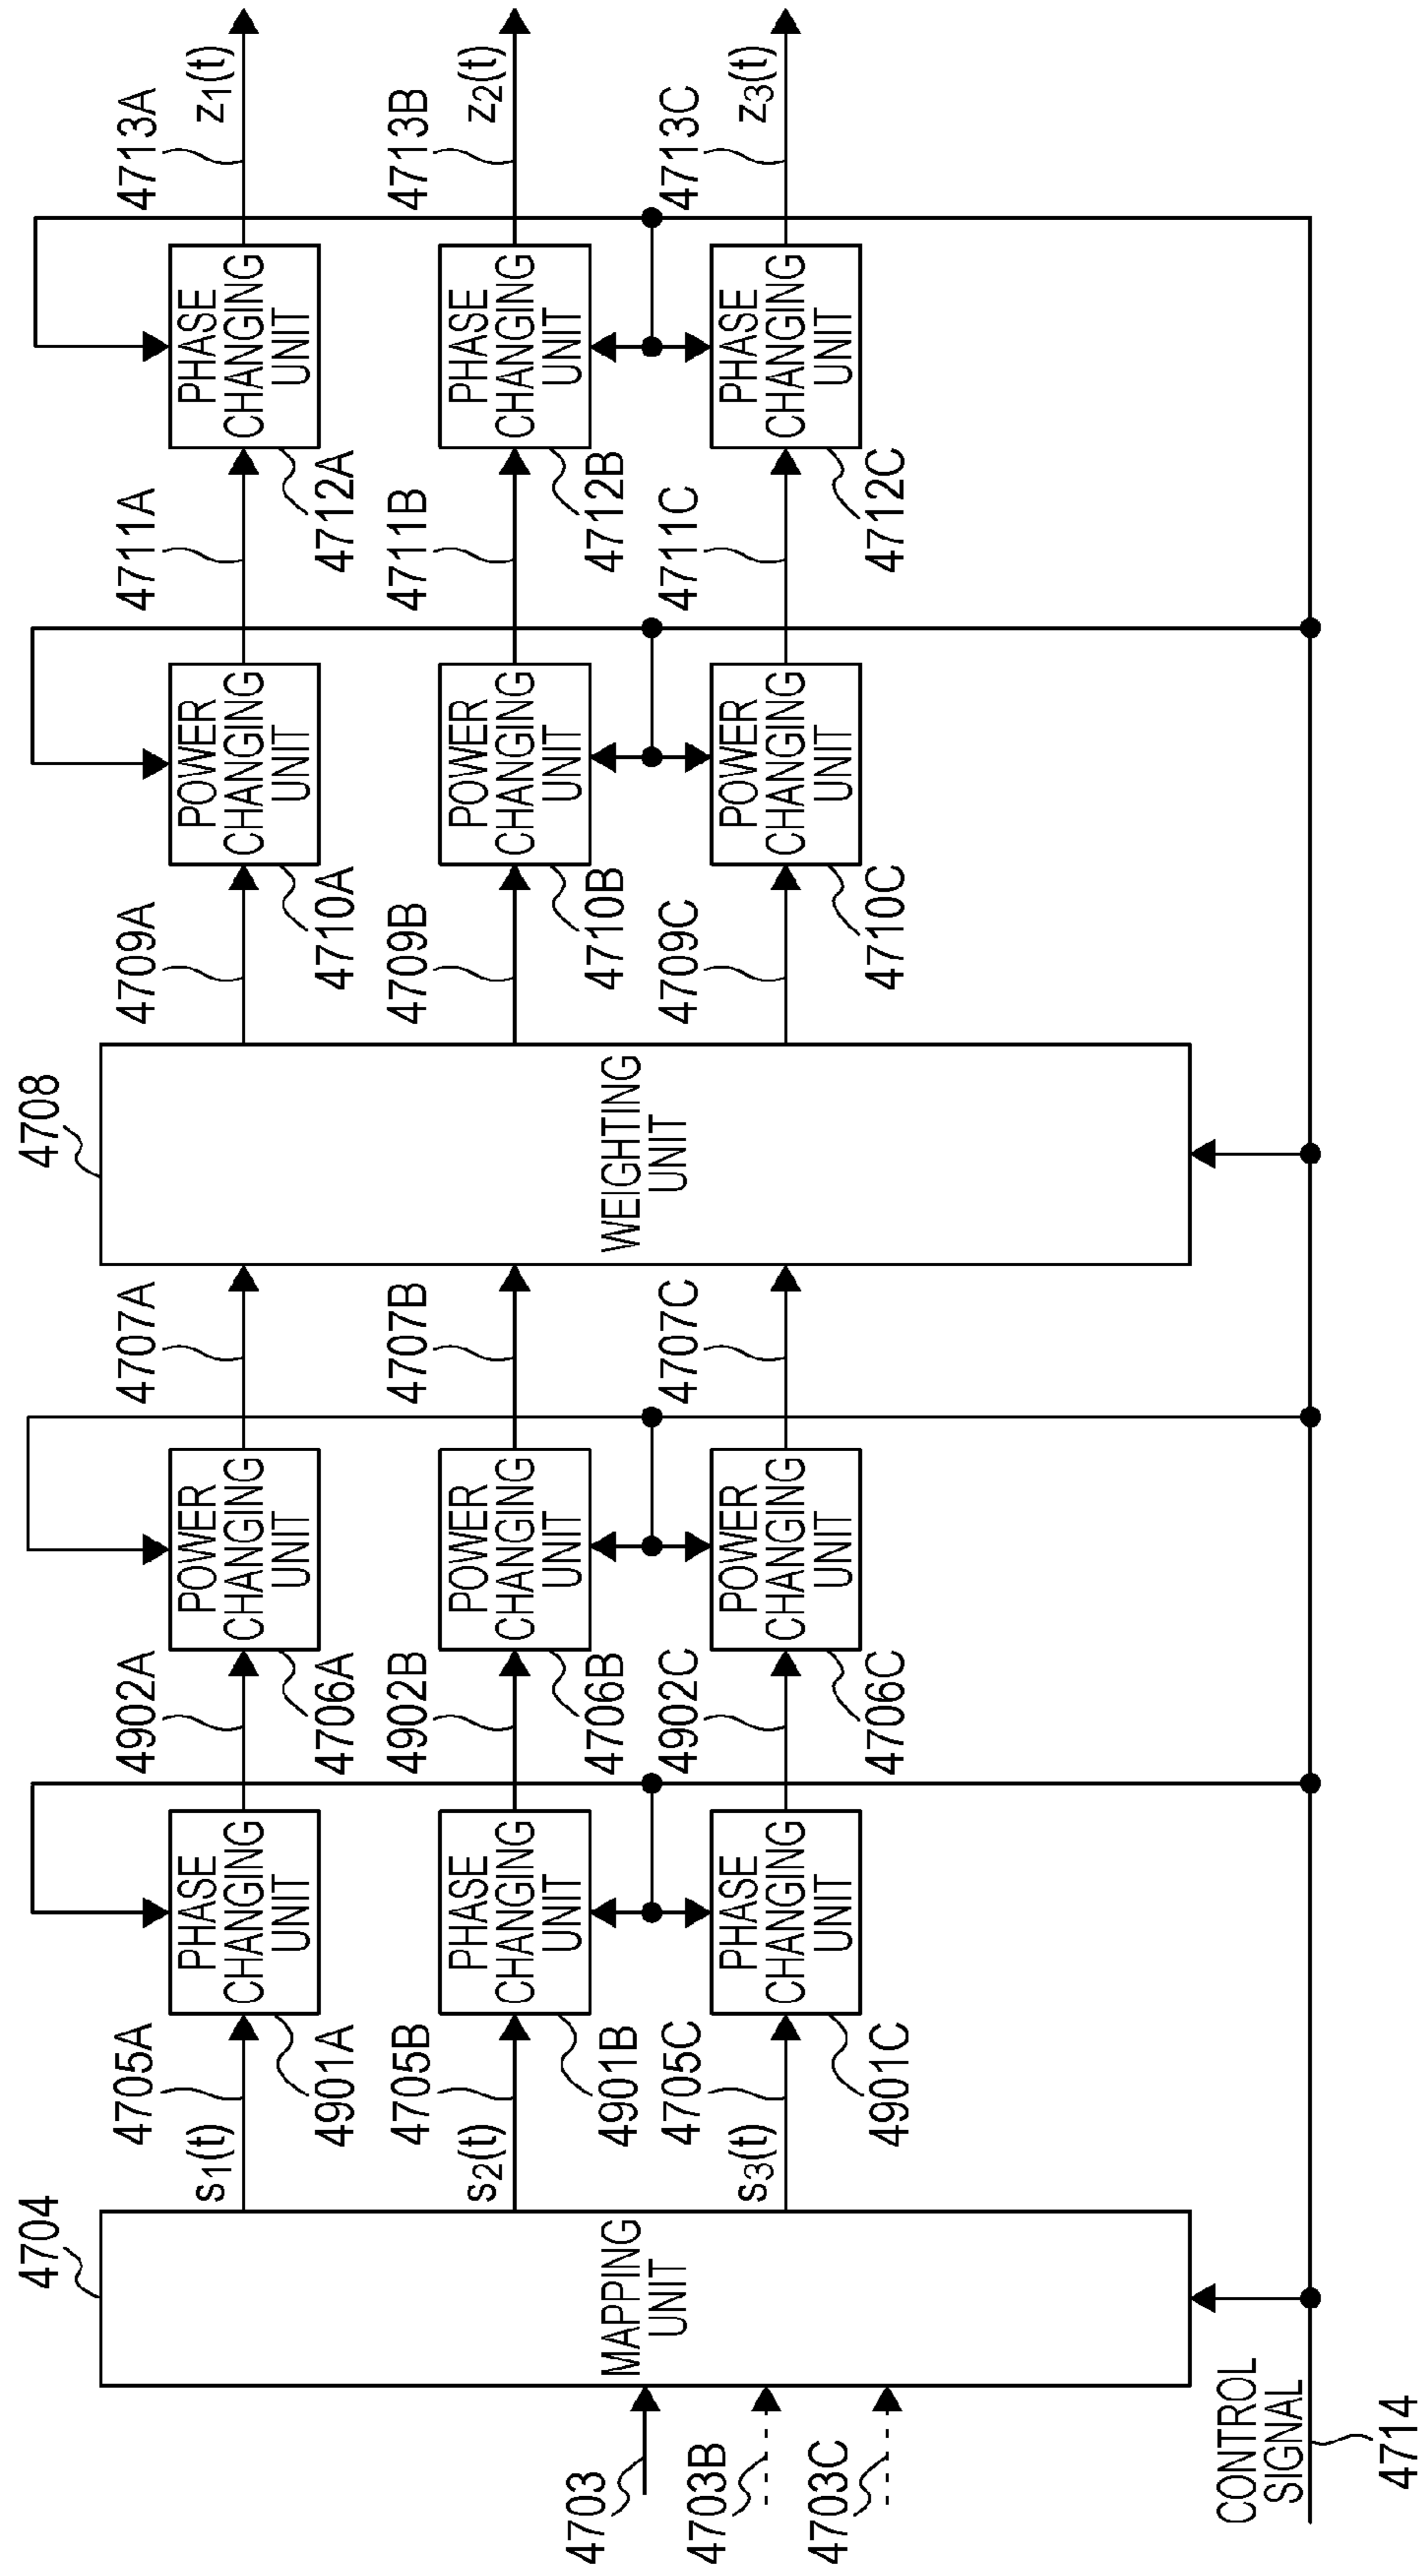 4704
MAPPING
UNIT
4703
4703B
4703C
CONTROL
SIGNAL
4714
s1(t)
4705A
s2(t)
4705B
s3(t)
4705C
PHASE
CHANGING
UNIT
4901A
PHASE
CHANGING
UNIT
4901B
PHASE
CHANGING
UNIT
4901C
4902A
4902B
4902C
POWER
CHANGING
UNIT
4706A
POWER
CHANGING
UNIT
4706B
POWER
CHANGING
UNIT
4706C
4707A
4707B
4707C
4708
WEIGHTING
UNIT
4709A
4709B
4709C
POWER
CHANGING
UNIT
4710A
POWER
CHANGING
UNIT
4710B
POWER
CHANGING
UNIT
4710C
4711A
4711B
4711C
PHASE
CHANGING
UNIT
4712A
PHASE
CHANGING
UNIT
4712B
PHASE
CHANGING
UNIT
4712C
4713A
z1(t)
4713B
z2(t)
4713C
z3(t)